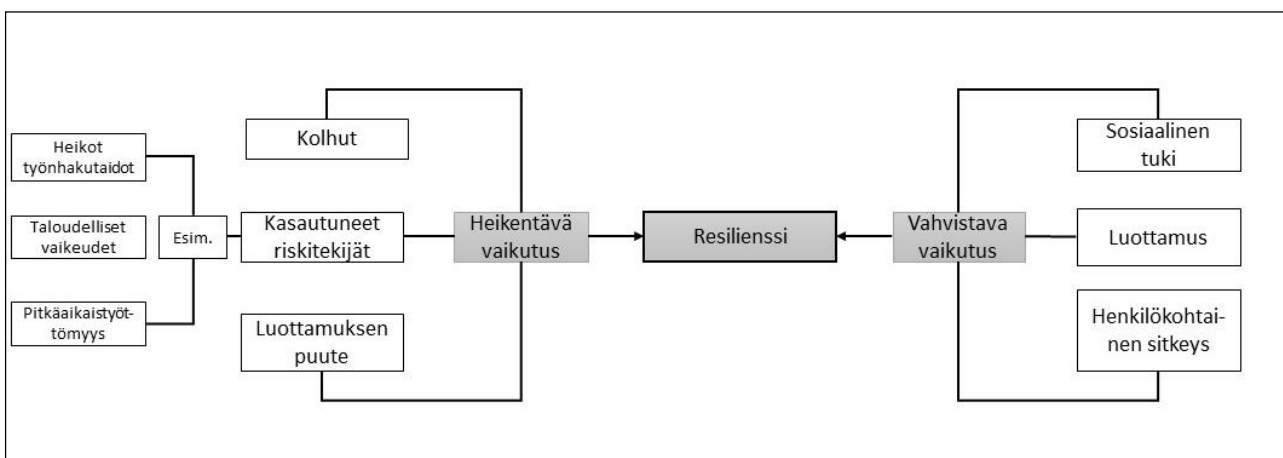 Heikot
työnhakutaidot
Taloudelliset
vaikeudet
Pitkäaikaistyöt-
tömyys
Esim.
Kolhut
Kasautuneet
riskitekijät
Luottamuksen
puute
Heikentävä
vaikutus
Resilienssi
Vahvistava
vaikutus
Sosiaalinen
tuki
Luottamus
Henkilökohtai-
nen sitkeys